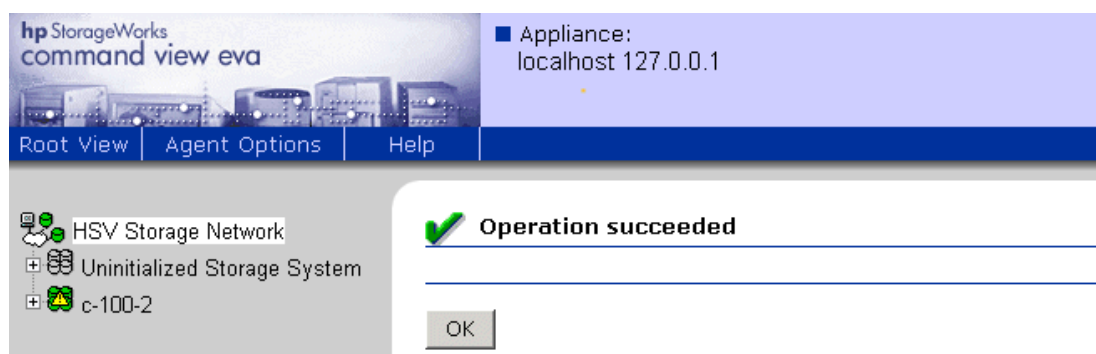 hp StorageWorks
command view eva
Appliance:
localhost 127.0.0.1
Root View Agent Options Help
HSV Storage Network
Uninitialized Storage System
c-100-2
Operation succeeded
OK